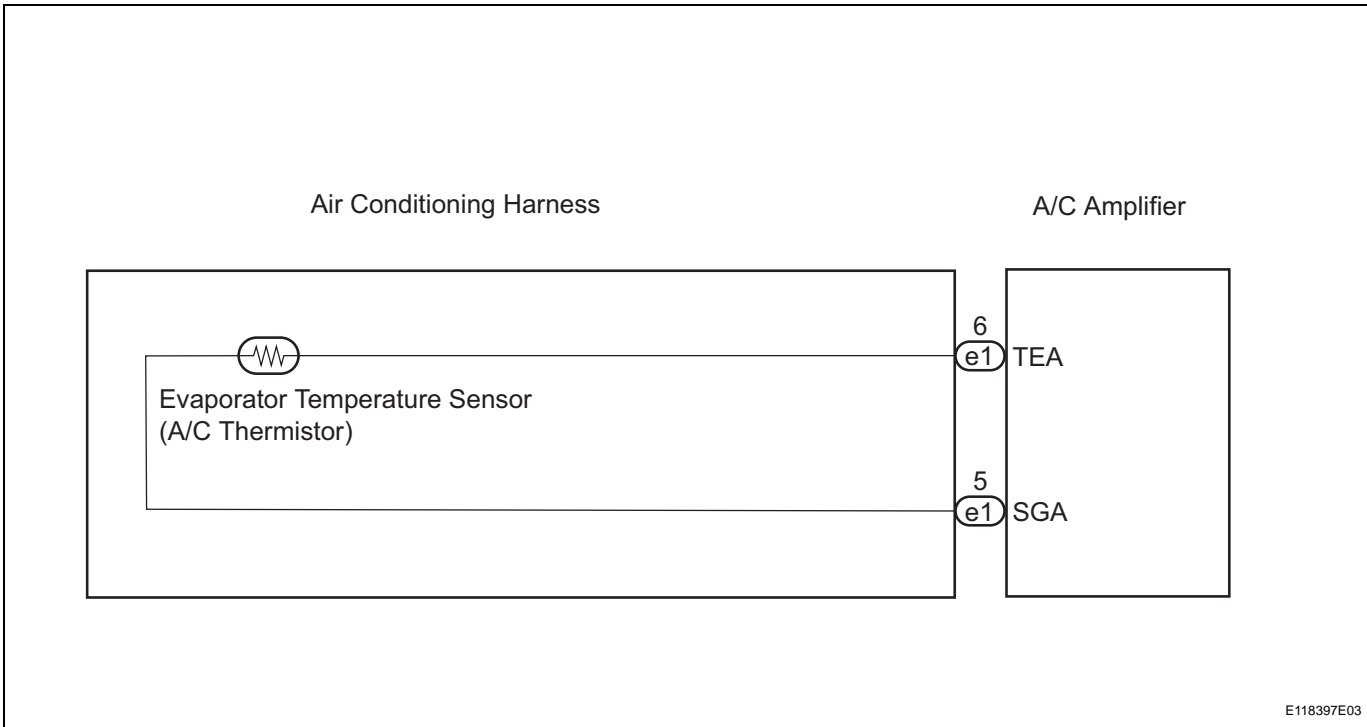 Air Conditioning Harness
A/C Amplifier
Evaporator Temperature Sensor
(A/C Thermistor)
6
e1 TEA
5
e1 SGA
E118397E03